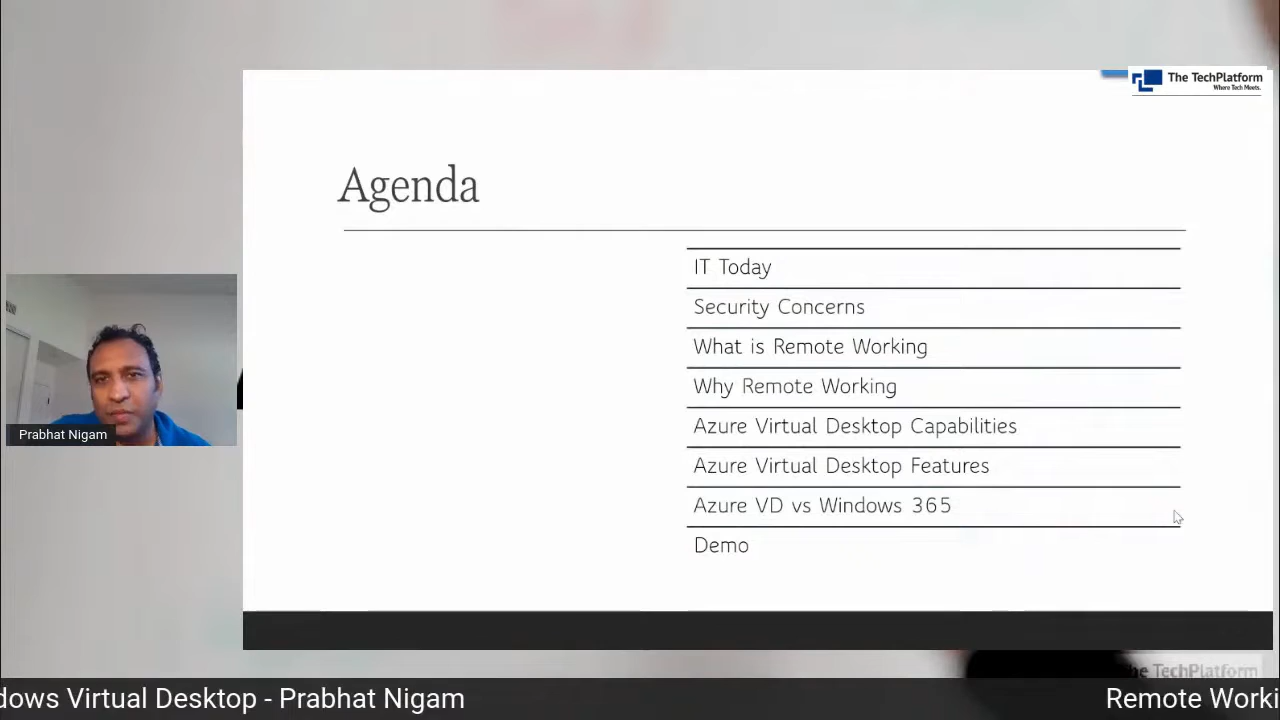 The TechPlatform
Where Tech Meets.
Agenda
IT Today
Security Concerns
What is Remote Working
Why Remote Working
Azure Virtual Desktop Capabilities
Azure Virtual Desktop Features
Azure VD vs Windows 365
Demo
Prabhat Nigam
he TechPlatform
dows Virtual Desktop - Prabhat Nigam
Remote Worki